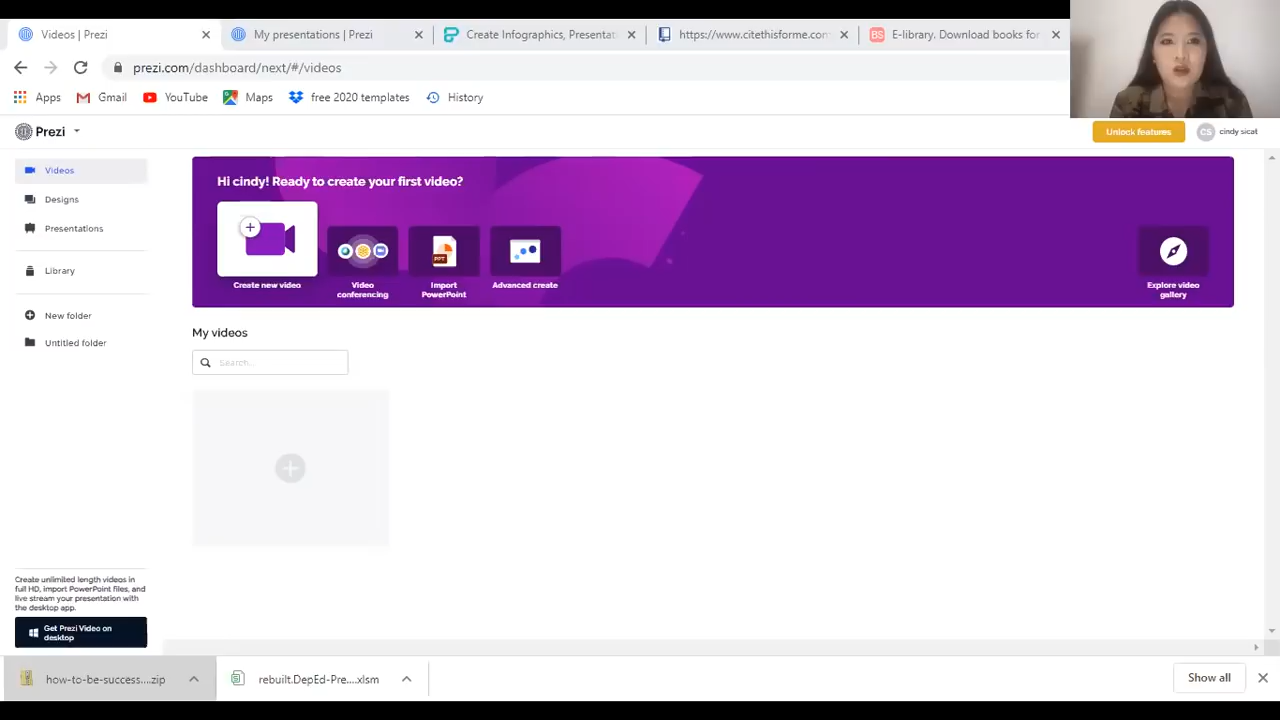 Videos | Prezi
My presentations | Prezi
Create Infographics, Presentat
https://www.citethisforme.com
BS E-library. Download books for
prezi.com/dashboard/next/#/videos
Apps Gmail YouTube Maps free 2020 templates History
Prezi
Unlock features
CS cindy sicat
Videos
Designs
Presentations
Library
New folder
Untitled folder
Hi cindy! Ready to create your first video?
Create new video
Video
conferencing
PPT
Import
PowerPoint
Advanced create
Explore video
gallery
My videos
Search...
Create unlimited length videos in
full HD, import PowerPoint files, and
live stream your presentation with
the desktop app.
Get Prezi Video on
desktop
how-to-be-success....zip
rebuilt.DepEd-Pre....xlsm
Show all